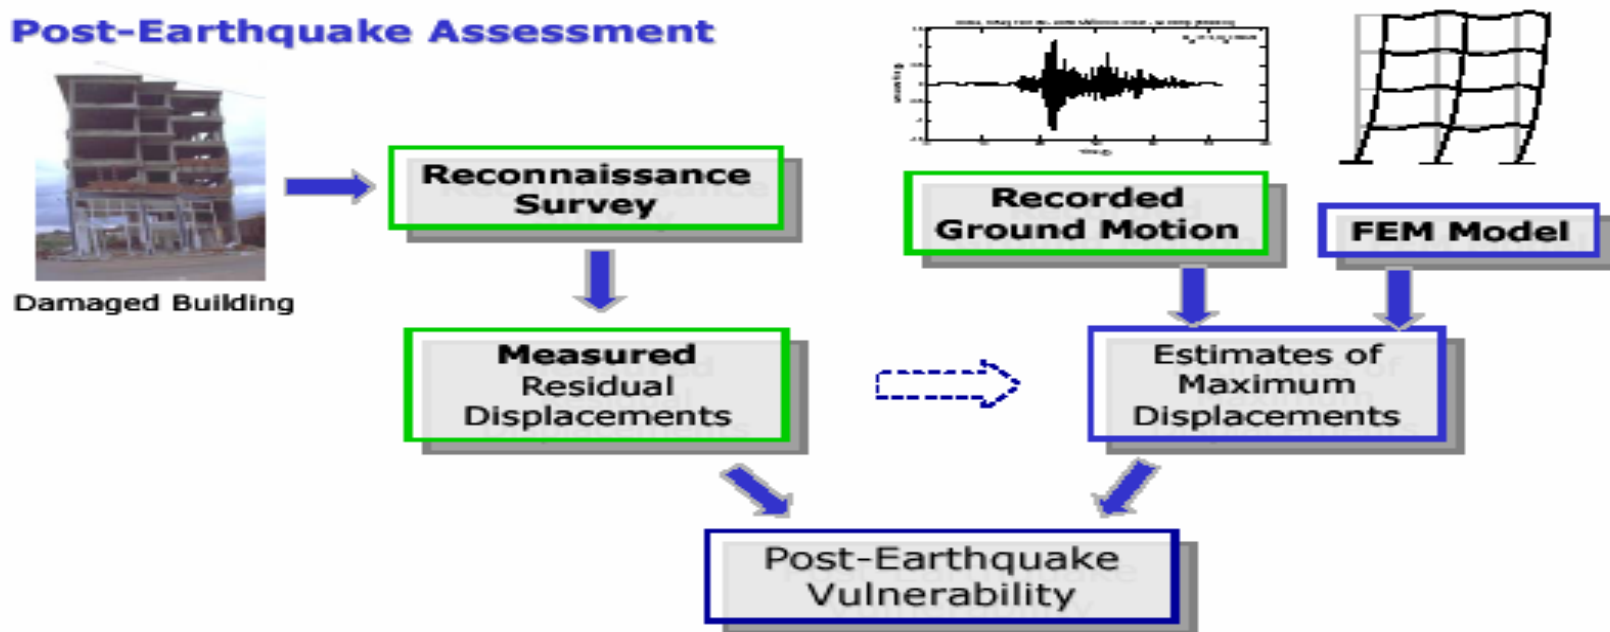 Post-Earthquake Assessment
Damaged Building
Reconnaissance
Survey
Recorded
Ground Motion
FEM Model
Measured
Residual
Displacements
Estimates of
Maximum
Displacements
Post-Earthquake
Vulnerability